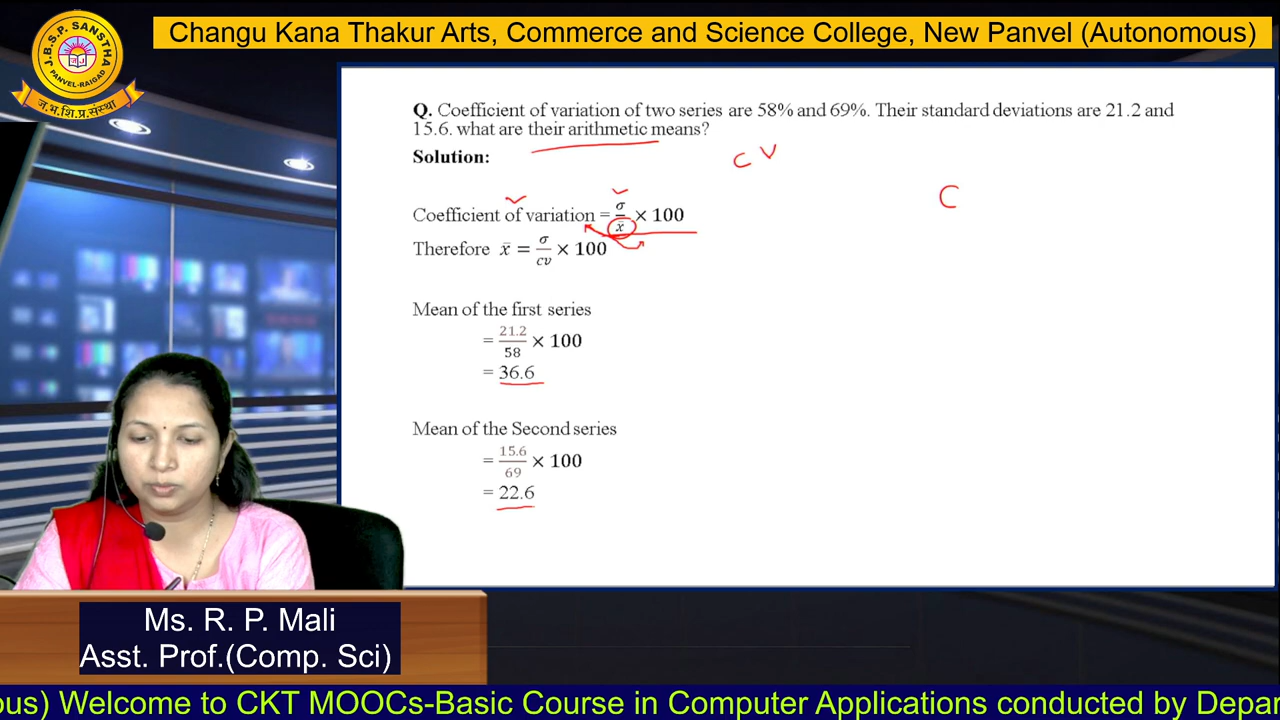 Changu Kana Thakur Arts, Commerce and Science College, New Panvel (Autonomous)
J.B.S.P. SANSTHA
PANVEL-RAIGAD
ज.भ.शि.प्र.संस्था
Q. Coefficient of variation of two series are 58% and 69%. Their standard deviations are 21.2 and
15.6. what are their arithmetic means?
Solution:
CV
C
Coefficient of variation = σ/x̄ × 100
Therefore x̄ = σ/cv × 100
Mean of the first series
= 21.2/58 × 100
= 36.6
Mean of the Second series
= 15.6/69 × 100
= 22.6
Ms. R. P. Mali
Asst. Prof.(Comp. Sci)
ous) Welcome to CKT MOOCs-Basic Course in Computer Applications conducted by Depar